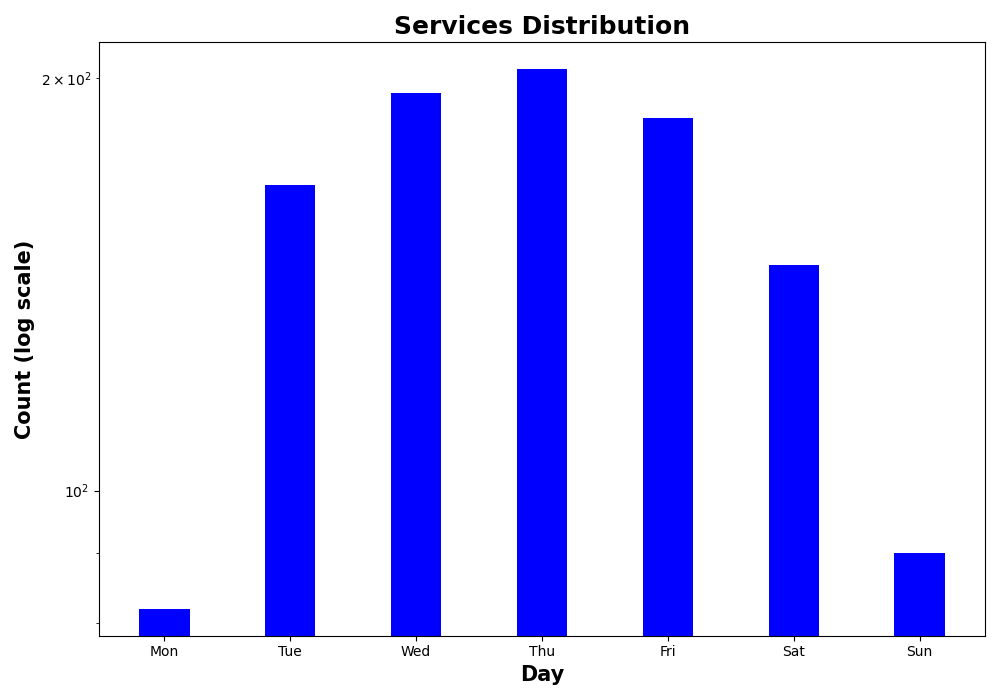 Services Distribution
2 × 10²
10²
Count (log scale)
Mon Tue Wed Thu Fri Sat Sun
Day